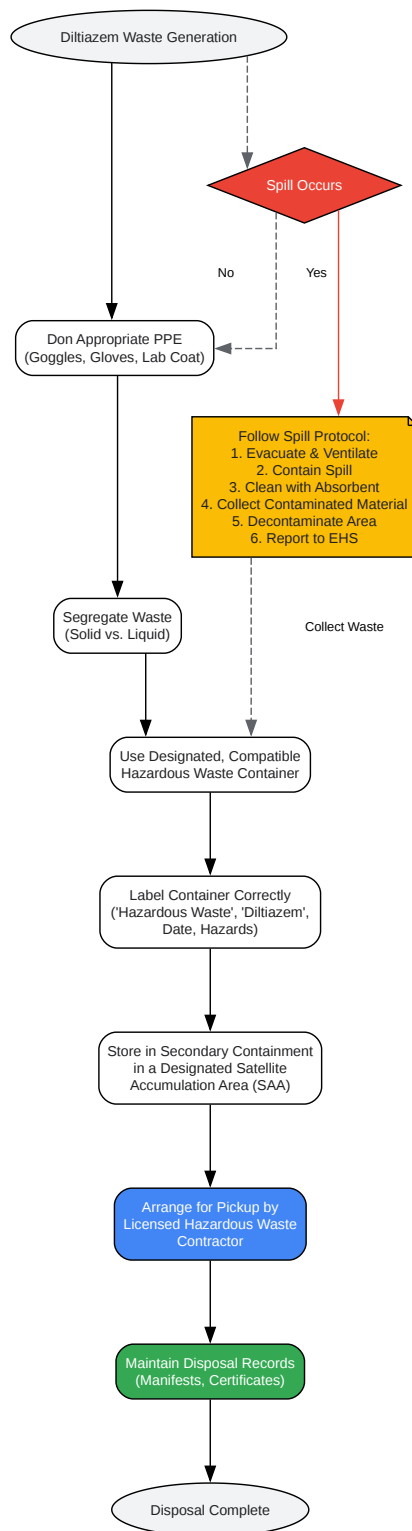 Diltiazem Waste Generation
Spill Occurs
No
Yes
Don Appropriate PPE
(Goggles, Gloves, Lab Coat)
Follow Spill Protocol:
1. Evacuate & Ventilate
2. Contain Spill
3. Clean with Absorbent
4. Collect Contaminated Material
5. Decontaminate Area
6. Report to EHS
Segregate Waste
(Solid vs. Liquid)
Collect Waste
Use Designated, Compatible
Hazardous Waste Container
Label Container Correctly
('Hazardous Waste', 'Diltiazem',
Date, Hazards)
Store in Secondary Containment
in a Designated Satellite
Accumulation Area (SAA)
Arrange for Pickup by
Licensed Hazardous Waste
Contractor
Maintain Disposal Records
(Manifests, Certificates)
Disposal Complete